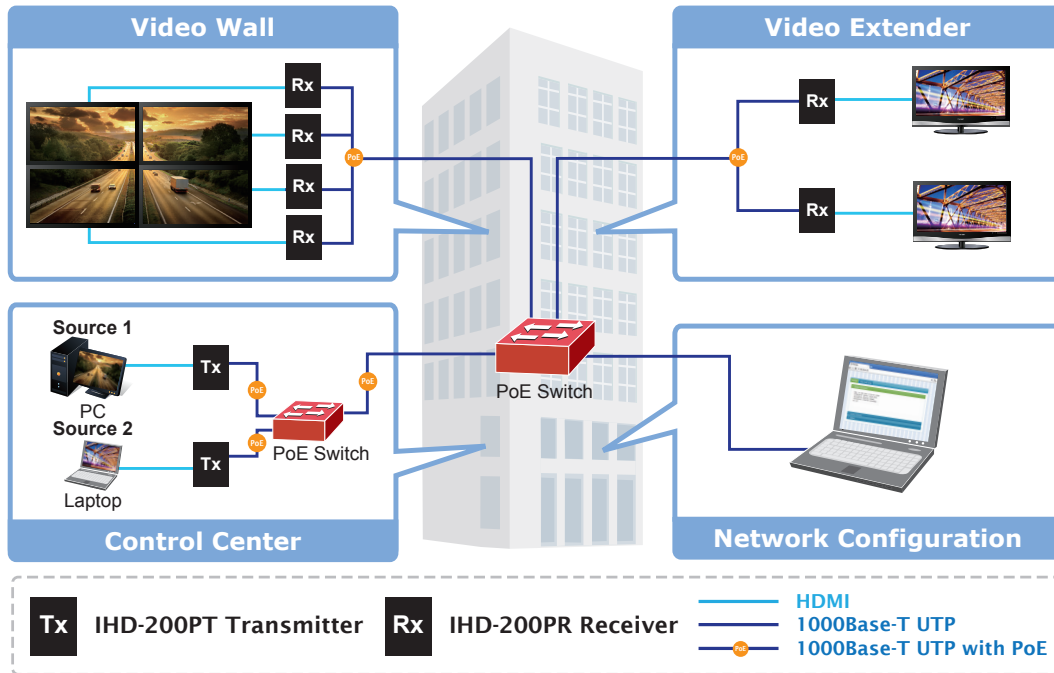 Video Wall
Video Extender
Rx
Rx
Rx
Rx
PoE
Rx
Rx
PoE
Source 1
PC
Source 2
Laptop
Tx
Tx
PoE
PoE
PoE
PoE Switch
PoE Switch
Control Center
Network Configuration
Tx IHD-200PT Transmitter Rx IHD-200PR Receiver
HDMI
1000Base-T UTP
PoE 1000Base-T UTP with PoE